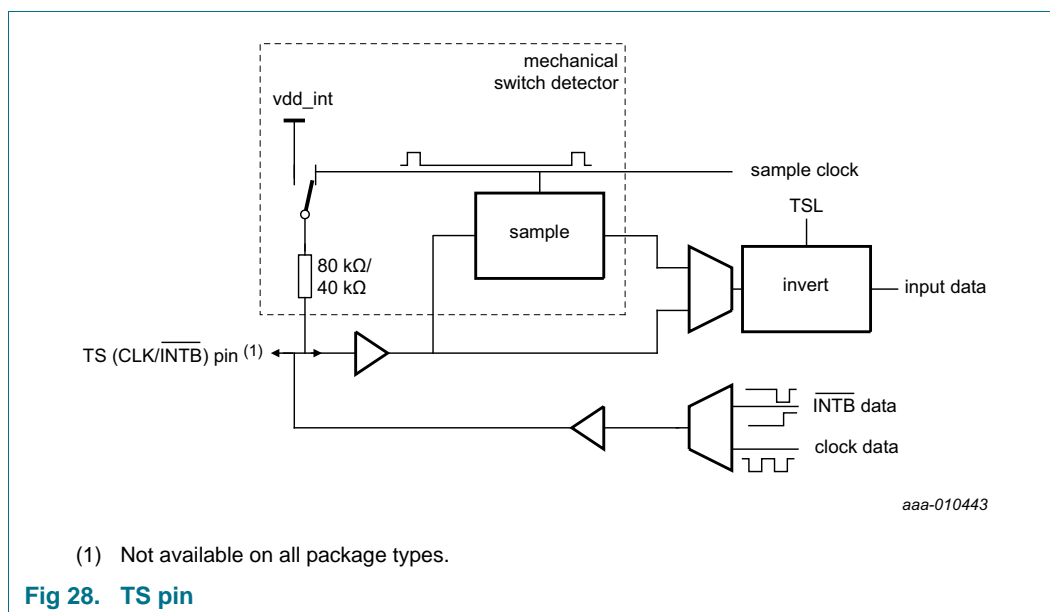 mechanical
switch detector
vdd_int
sample clock
TSL
sample
invert
input data
80 kΩ/
40 kΩ
TS (CLK/INTB) pin (1)
INTB data
clock data
aaa-010443
(1) Not available on all package types.
Fig 28. TS pin